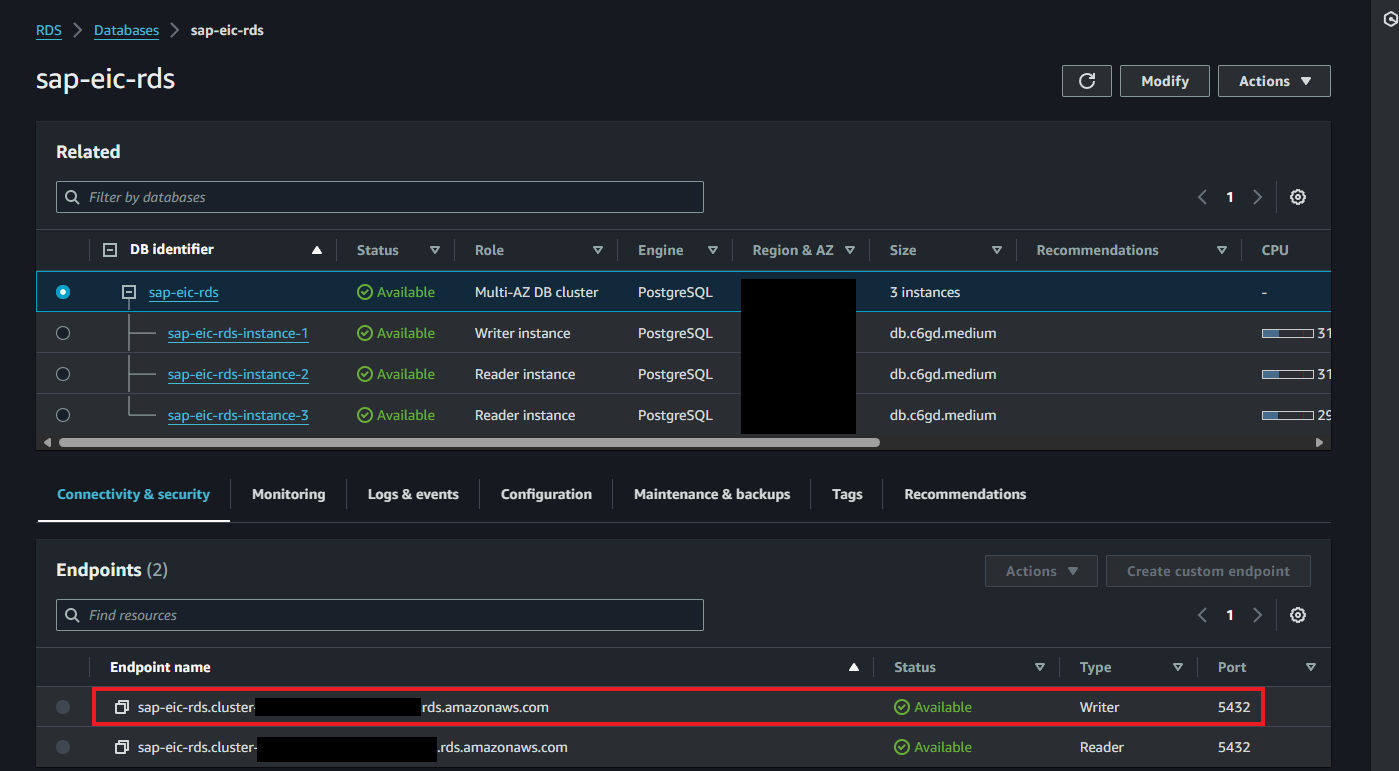 RDS > Databases > sap-eic-rds
sap-eic-rds
Modify
Actions
Related
Filter by databases
1
DB identifier Status Role Engine Region & AZ Size Recommendations CPU
sap-eic-rds Available Multi-AZ DB cluster PostgreSQL 3 instances -
sap-eic-rds-instance-1 Available Writer instance PostgreSQL db.c6gd.medium 31
sap-eic-rds-instance-2 Available Reader instance PostgreSQL db.c6gd.medium 31
sap-eic-rds-instance-3 Available Reader instance PostgreSQL db.c6gd.medium 29
Connectivity & security Monitoring Logs & events Configuration Maintenance & backups Tags Recommendations
Endpoints (2)
Actions
Create custom endpoint
Find resources
1
Endpoint name Status Type Port
sap-eic-rds.cluster- rds.amazonaws.com Available Writer 5432
sap-eic-rds.cluster- .rds.amazonaws.com Available Reader 5432